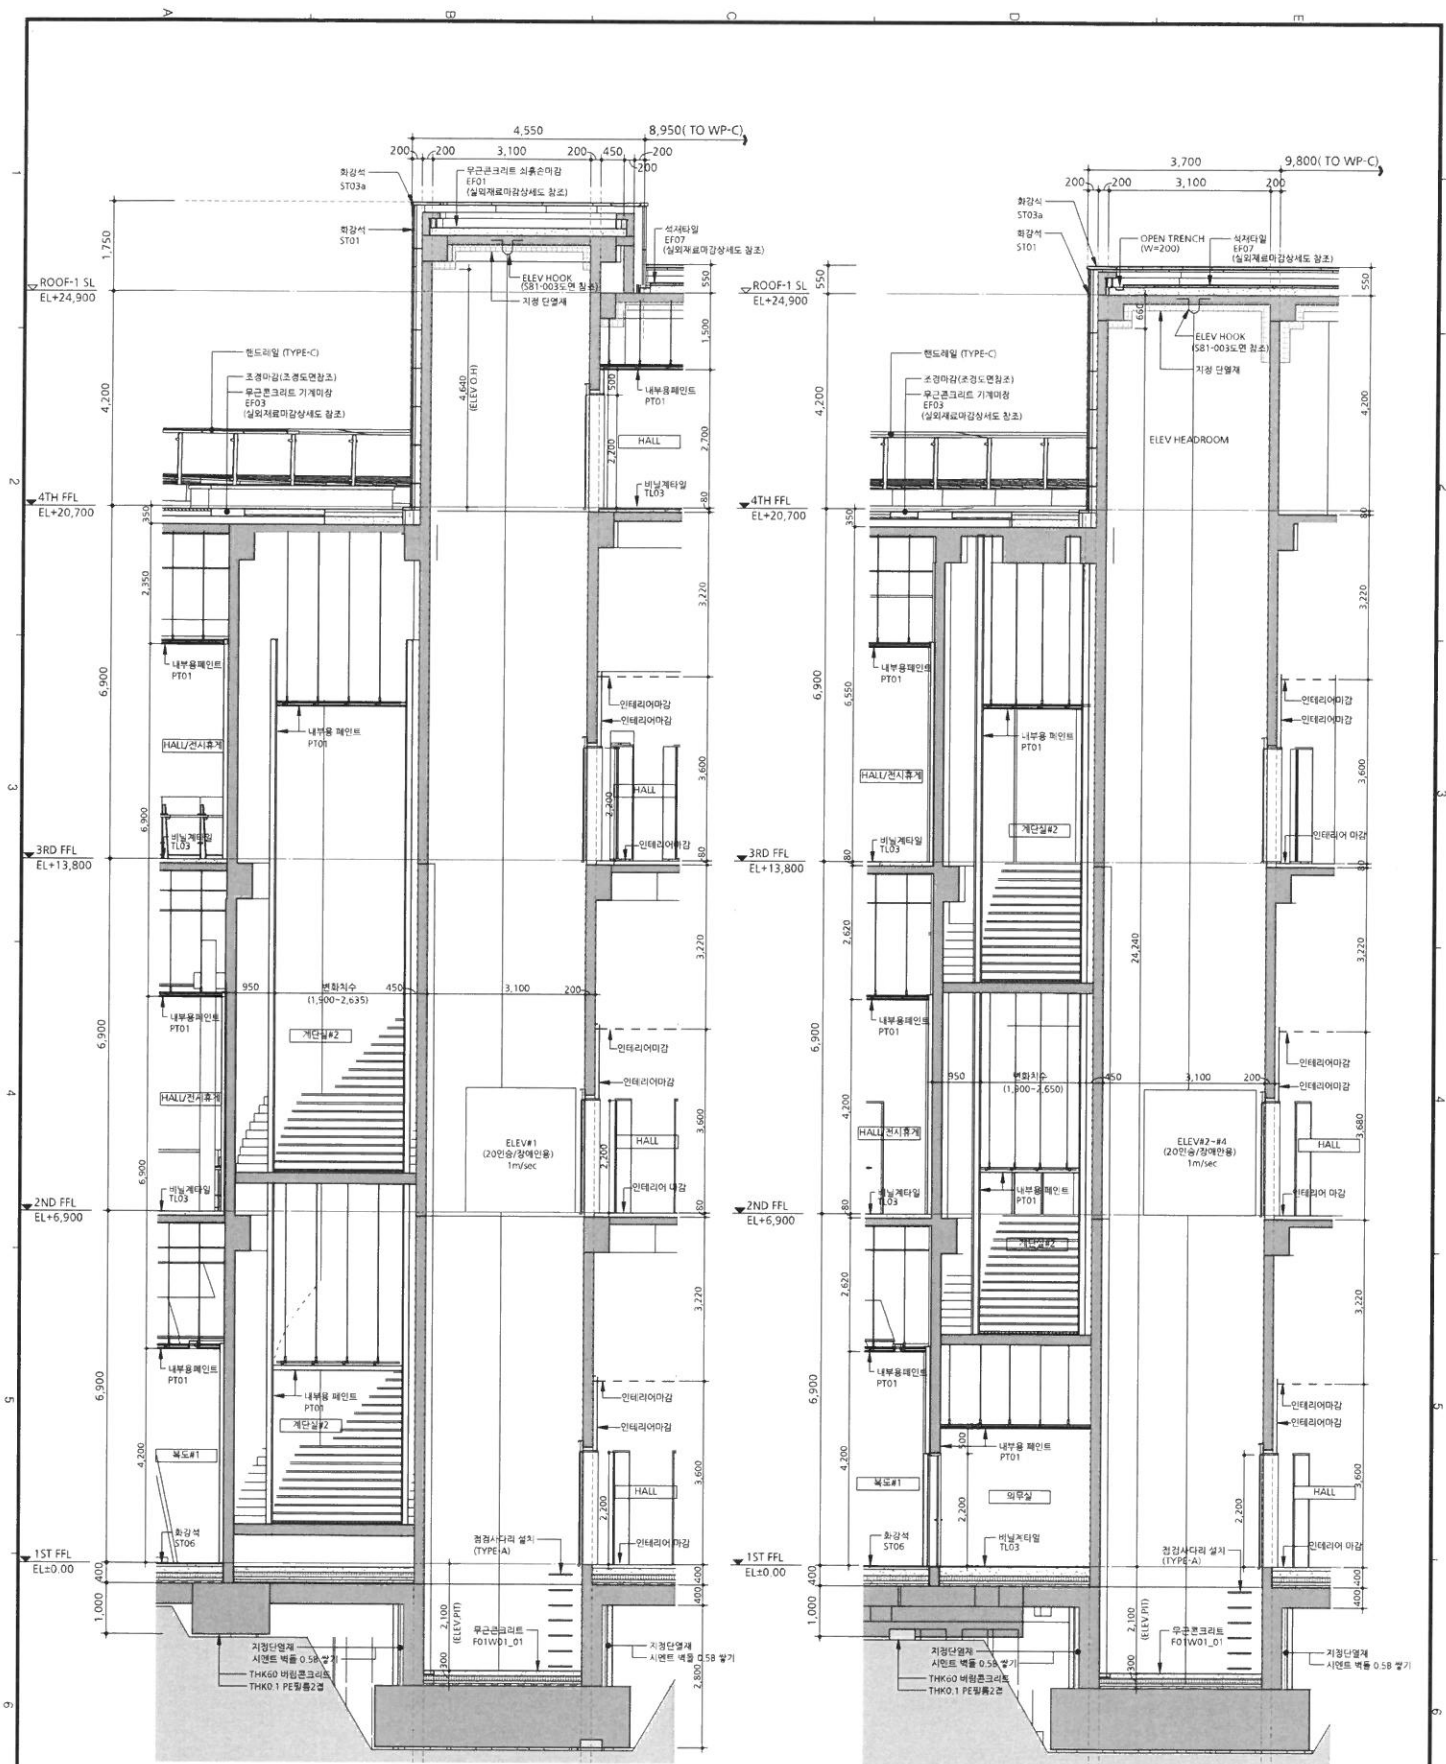 A
B
C
D
E
1
2
3
4
5
6
4,550
8,950( TO WP-C)
200
200
3,100
200
450
200
200
화강석
ST03a
무근콘크리트 쇠흙손마감
EF01
(실외재료마감상세도 참조)
화강석
ST01
석재타일
EF07
(실외재료마감상세도 참조)
1,750
ROOF-1 SL
EL+24,900
ELEV HOOK
(S81-003도면 참조)
지정 단열재
550
1,500
핸드레일 (TYPE-C)
조경마감(조경도면참조)
무근콘크리트 기계미장
EF03
(실외재료마감상세도 참조)
4,200
4,640
(ELEV O.H)
500
내부용페인트
PT01
HALL
2,200
2,700
비닐계타일
TL03
80
4TH FFL
EL+20,700
350
2,350
3,220
내부용페인트
PT01
6,900
내부용 페인트
PT01
인테리어마감
인테리어마감
HALL/전시휴게
6,900
비닐계타일
TL03
HALL
2,200
3,600
인테리어마감
3RD FFL
EL+13,800
80
3,220
950
변화치수
(1,900~2,635)
450
3,100
200
내부용페인트
PT01
계단실#2
6,900
인테리어마감
인테리어마감
HALL/전시휴게
6,900
ELEV#1
(20인승/장애인용)
1m/sec
2,200
HALL
3,600
비닐계타일
TL03
인테리어 마감
2ND FFL
EL+6,900
80
3,220
내부용페인트
PT01
6,900
내부용 페인트
PT01
계단실#2
인테리어마감
인테리어마감
복도#1
4,200
HALL
2,200
3,600
화강석
ST06
점검사다리 설치
(TYPE-A)
인테리어 마감
1ST FFL
EL±0.00
400
1,000
400
400
2,100
(ELEV.PIT)
300
무근콘크리트
F01W01_01
지정단열재
시멘트 벽돌 0.5B 쌓기
THK60 버림콘크리트
THK0.1 PE필름2겹
지정단열재
시멘트 벽돌 0.5B 쌓기
2,800
3,700
9,800( TO WP-C)
200
200
3,100
200
화강석
ST03a
화강석
ST01
OPEN TRENCH
(W=200)
석재타일
EF07
(실외재료마감상세도 참조)
550
ROOF-1 SL
EL+24,900
660
550
ELEV HOOK
(S81-003도면 참조)
지정 단열재
핸드레일 (TYPE-C)
조경마감(조경도면참조)
무근콘크리트 기계미장
EF03
(실외재료마감상세도 참조)
4,200
4,200
ELEV HEADROOM
4TH FFL
EL+20,700
350
80
3,220
내부용페인트
PT01
6,900
6,550
내부용 페인트
PT01
인테리어마감
인테리어마감
HALL/전시휴게
계단실#2
3,600
비닐계타일
TL03
인테리어 마감
3RD FFL
EL+13,800
80
80
2,620
24,240
3,220
내부용페인트
PT01
6,900
950
변화치수
(1,900~2,650)
450
3,100
200
인테리어마감
인테리어마감
4,200
HALL/전시휴게
ELEV#2~#4
(20인승/장애인용)
1m/sec
HALL
3,680
비닐계타일
TL03
내부용 페인트
PT01
인테리어 마감
2ND FFL
EL+6,900
80
계단실#2
2,620
3,220
내부용페인트
PT01
6,900
인테리어마감
인테리어마감
500
내부용 페인트
PT01
4,200
복도#1
의무실
2,200
2,200
HALL
3,600
화강석
ST06
비닐계타일
TL03
점검사다리 설치
(TYPE-A)
인테리어 마감
1ST FFL
EL±0.00
400
1,000
400
400
2,100
(ELEV.PIT)
300
무근콘크리트
F01W01_01
지정단열재
시멘트 벽돌 0.5B 쌓기
THK60 버림콘크리트
THK0.1 PE필름2겹
지정단열재
시멘트 벽돌 0.5B 쌓기